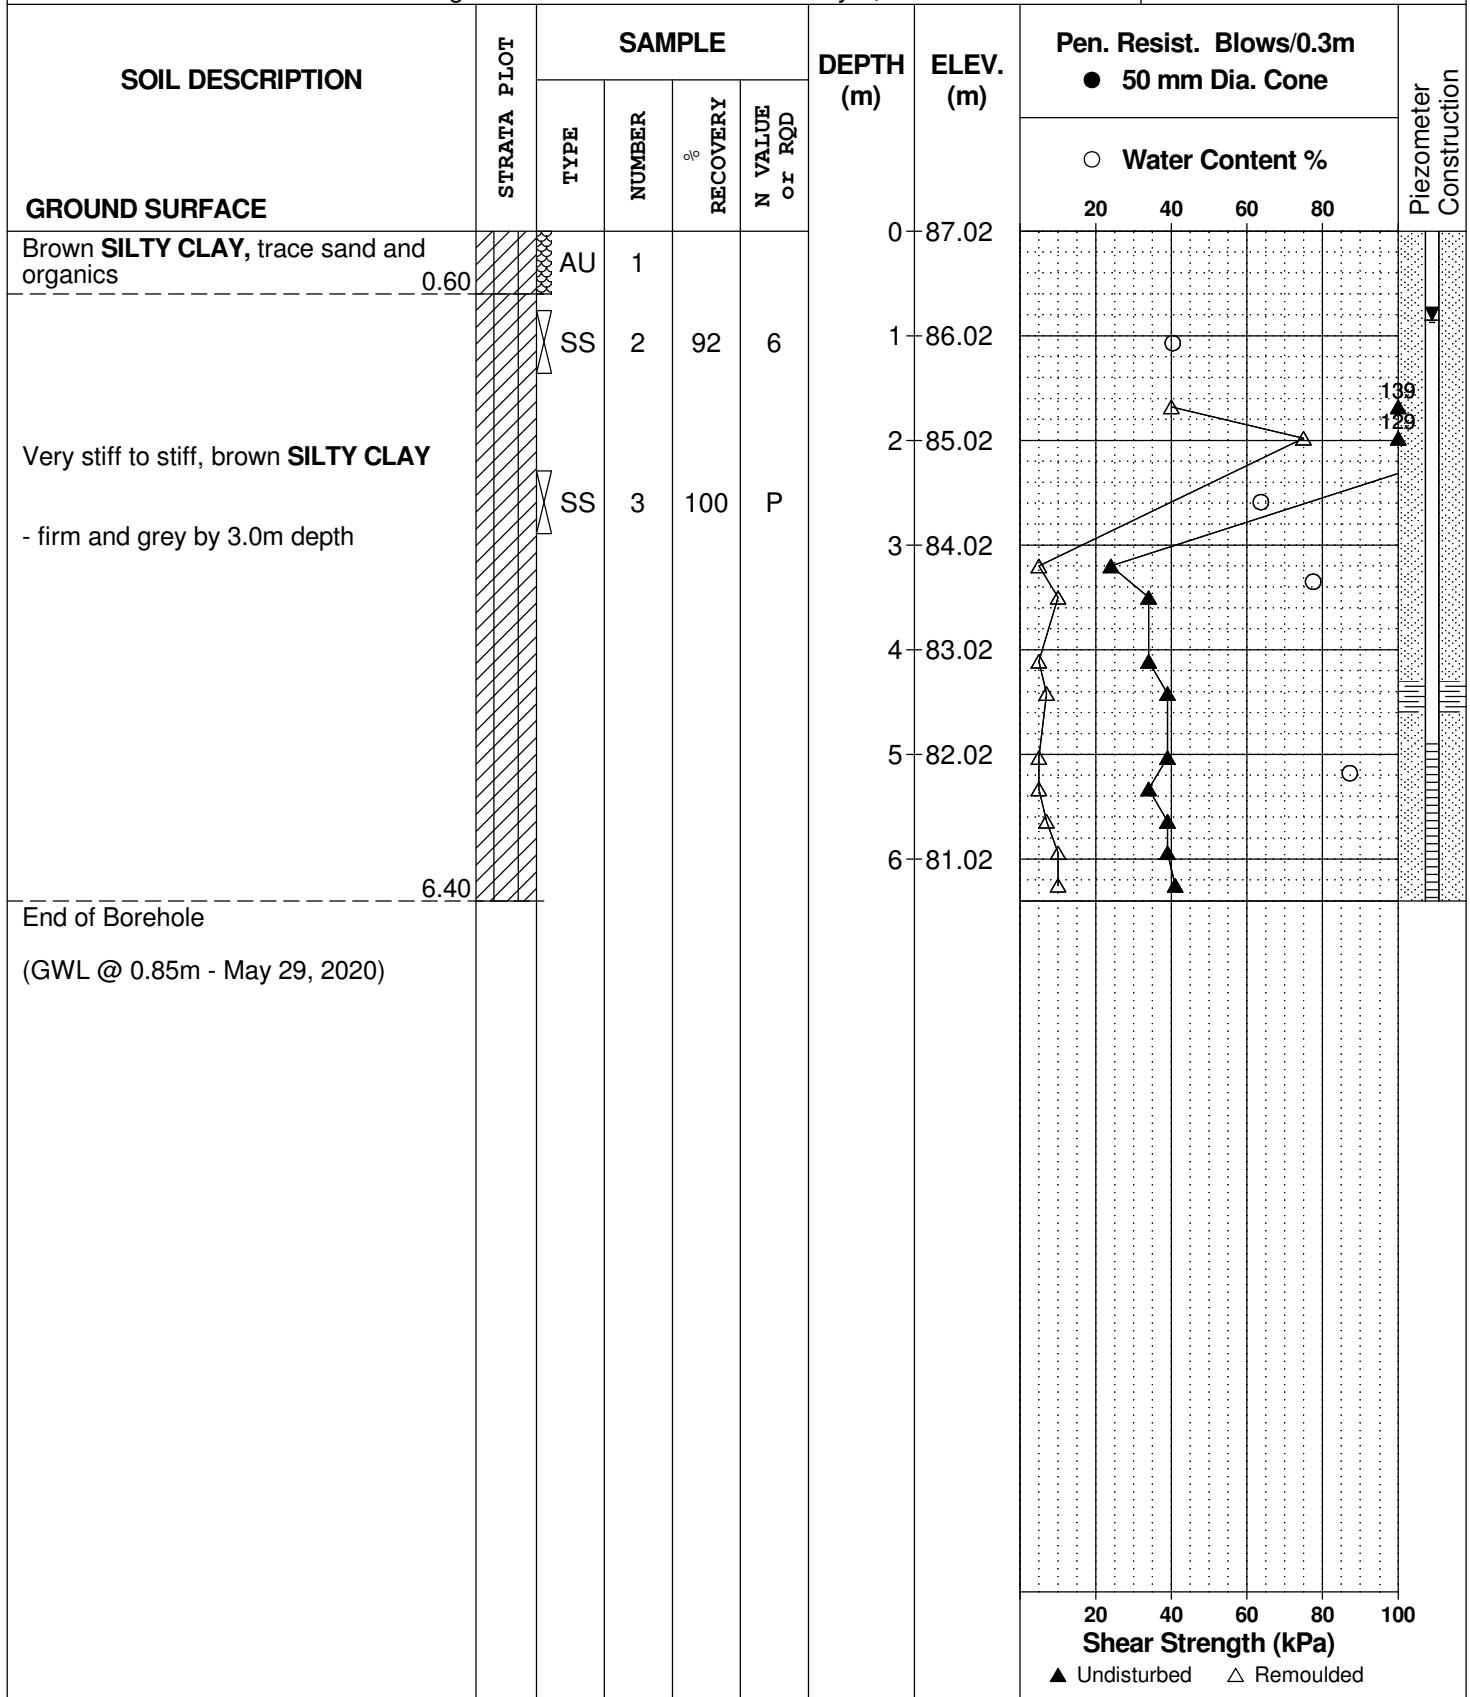 SOIL DESCRIPTION
GROUND SURFACE
STRATA PLOT
SAMPLE
TYPE
NUMBER
% RECOVERY
N VALUE or RQD
DEPTH (m)
ELEV. (m)
Pen. Resist. Blows/0.3m
● 50 mm Dia. Cone
○ Water Content %
20 40 60 80
Piezometer Construction
0 87.02
Brown SILTY CLAY, trace sand and
organics 0.60
AU 1
SS 2 92 6
1 86.02
139
129
2 85.02
Very stiff to stiff, brown SILTY CLAY
SS 3 100 P
- firm and grey by 3.0m depth
3 84.02
4 83.02
5 82.02
6 81.02
6.40
End of Borehole
(GWL @ 0.85m - May 29, 2020)
20 40 60 80 100
Shear Strength (kPa)
▲ Undisturbed △ Remoulded